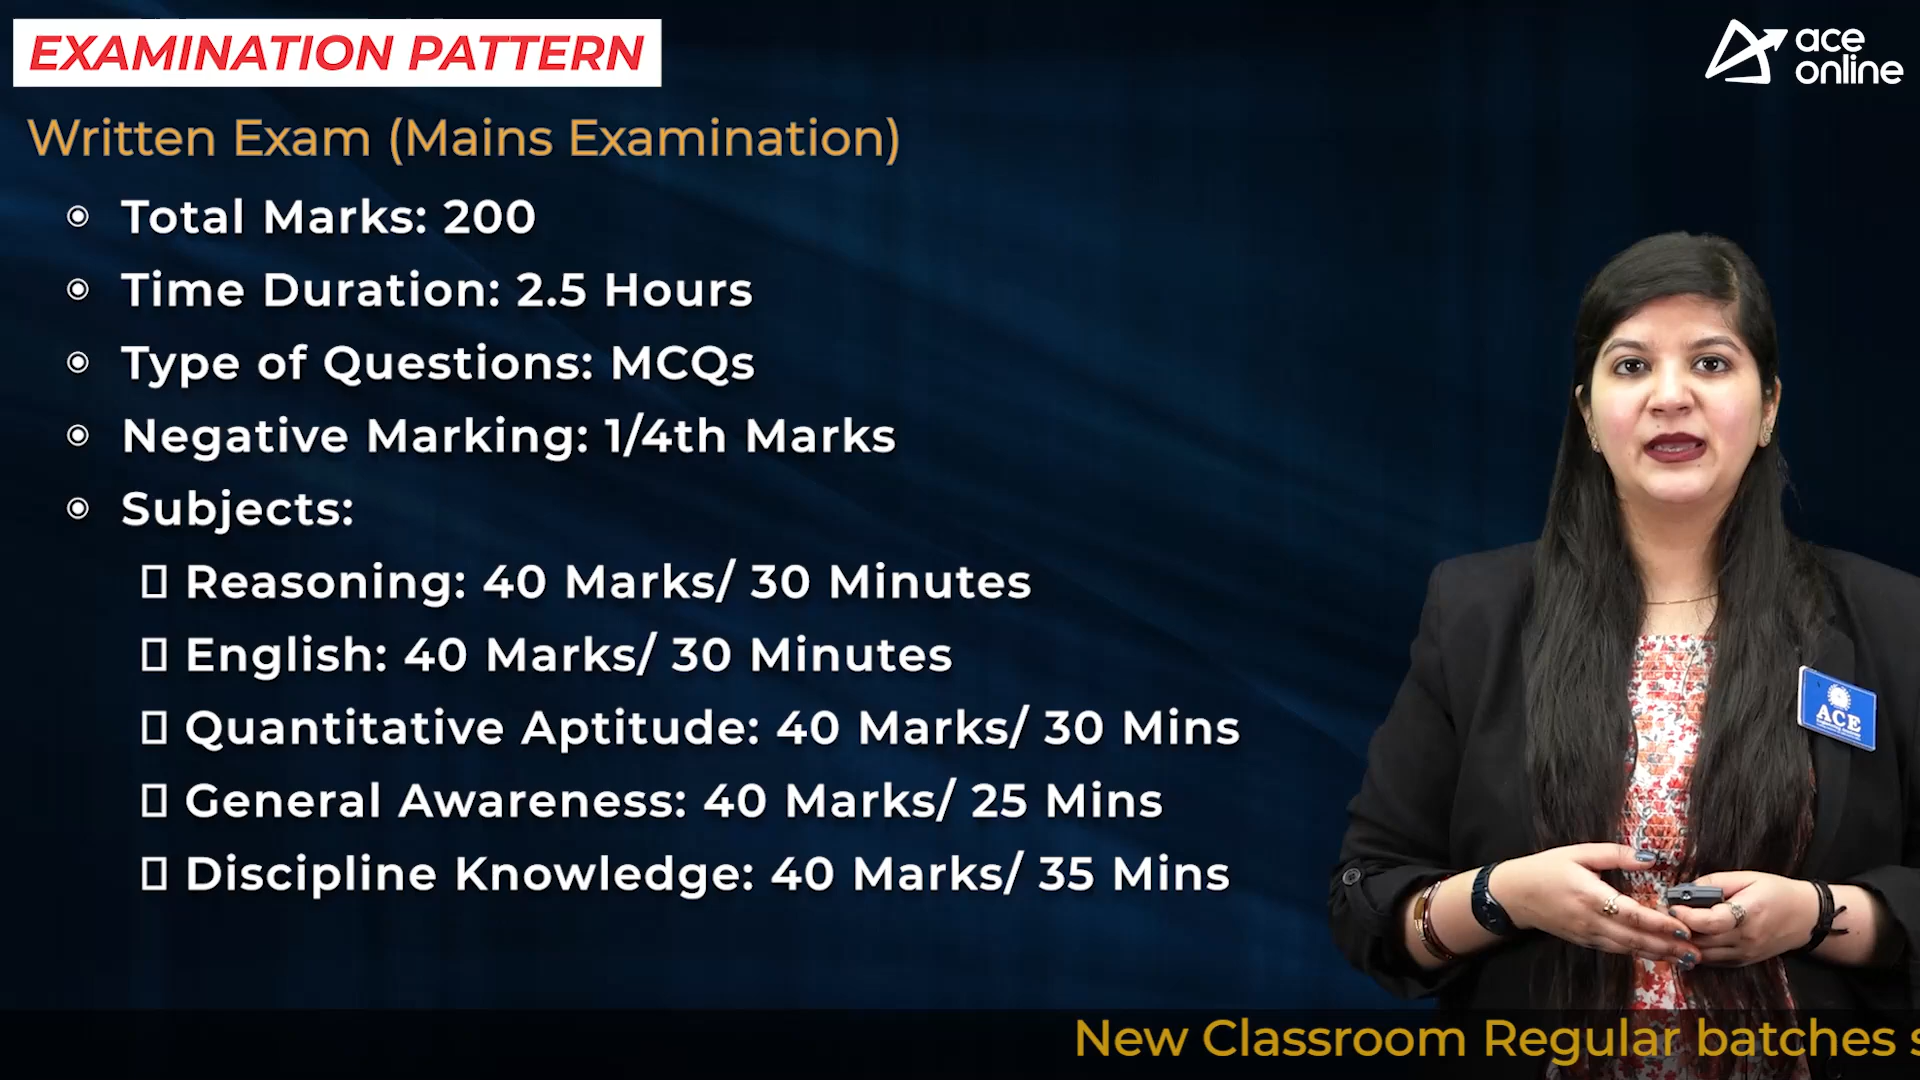 EXAMINATION PATTERN
ace
online
Written Exam (Mains Examination)
Total Marks: 200
Time Duration: 2.5 Hours
Type of Questions: MCQs
Negative Marking: 1/4th Marks
Subjects:
Reasoning: 40 Marks/ 30 Minutes
English: 40 Marks/ 30 Minutes
Quantitative Aptitude: 40 Marks/ 30 Mins
General Awareness: 40 Marks/ 25 Mins
Discipline Knowledge: 40 Marks/ 35 Mins
ACE
New Classroom Regular batches s